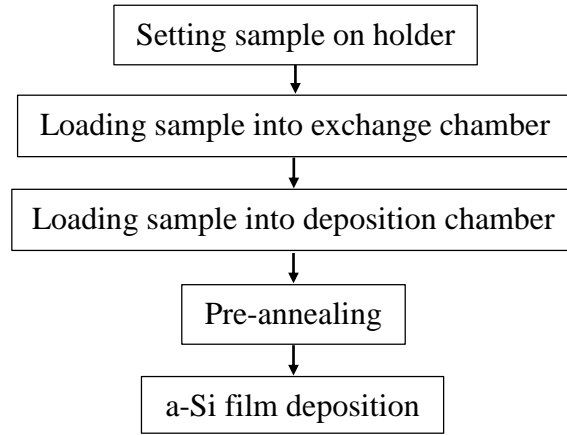 Setting sample on holder
Loading sample into exchange chamber
Loading sample into deposition chamber
Pre-annealing
a-Si film deposition